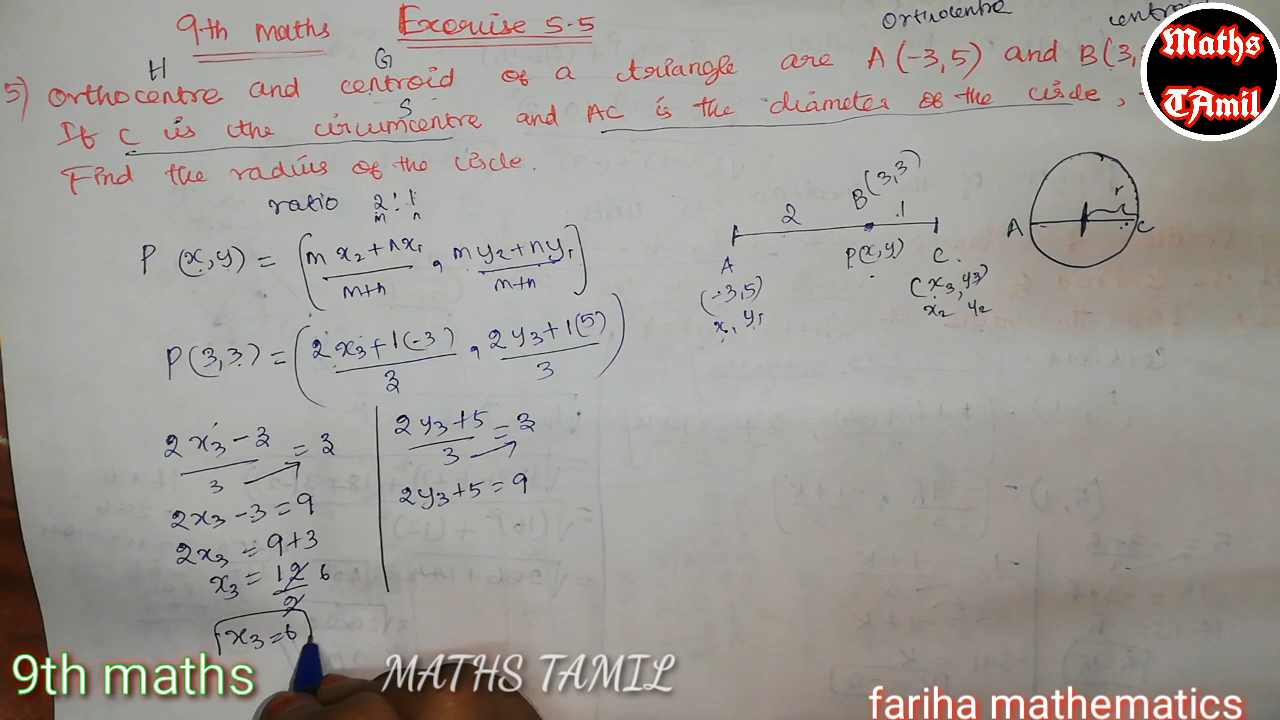 9-th maths Exercise 5.5
Orthocentre
H G
5) Orthocentre and centroid of a triangle are A(-3,5) and B(3,
S
If C is the circumcentre and AC is the diameter of the circle,
Find the radius of the circle.
ratio 2:1
m n
P (x,y) = [mx2+nx1/m+n , my2+ny1/m+n]
P(3,3) = (2x3+1(-3)/3 , 2y3+1(5)/3)
2x3-3/3 = 3
2x3-3=9
2x3 = 9+3
x3 = 12/2 6
x3=6
2y3+5/3 = 3
2y3+5=9
B(3,3)
2 1
A P(x,y) C.
(-3,5) (x3,y3)
x1 y1 x2 y2
A r C
Maths
TAmil
9th maths
MATHS TAMIL
fariha mathematics